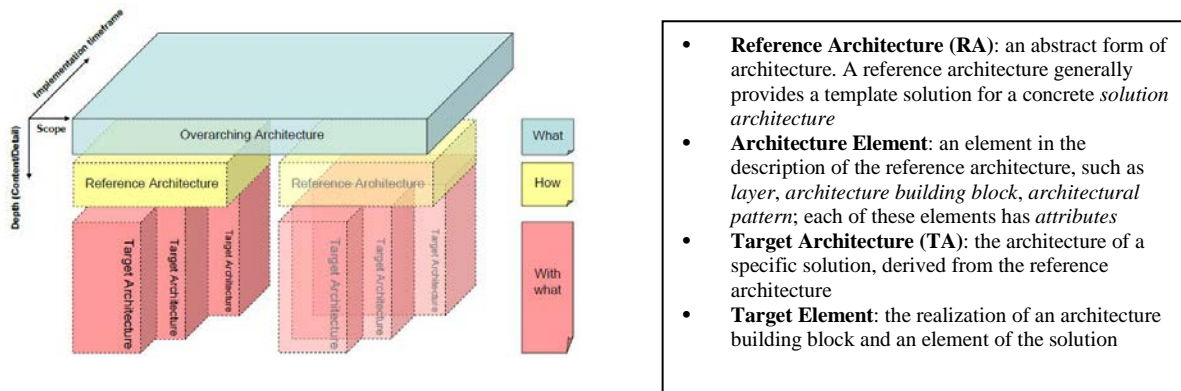 Implementation timeframe
Scope
Depth (Content/Detail)
Overarching Architecture
What
Reference Architecture
Reference Architecture
How
Target Architecture
Target Architecture
Target Architecture
Target Architecture
Target Architecture
Target Architecture
With
what
• Reference Architecture (RA): an abstract form of
architecture. A reference architecture generally
provides a template solution for a concrete solution
architecture
• Architecture Element: an element in the
description of the reference architecture, such as
layer, architecture building block, architectural
pattern; each of these elements has attributes
• Target Architecture (TA): the architecture of a
specific solution, derived from the reference
architecture
• Target Element: the realization of an architecture
building block and an element of the solution